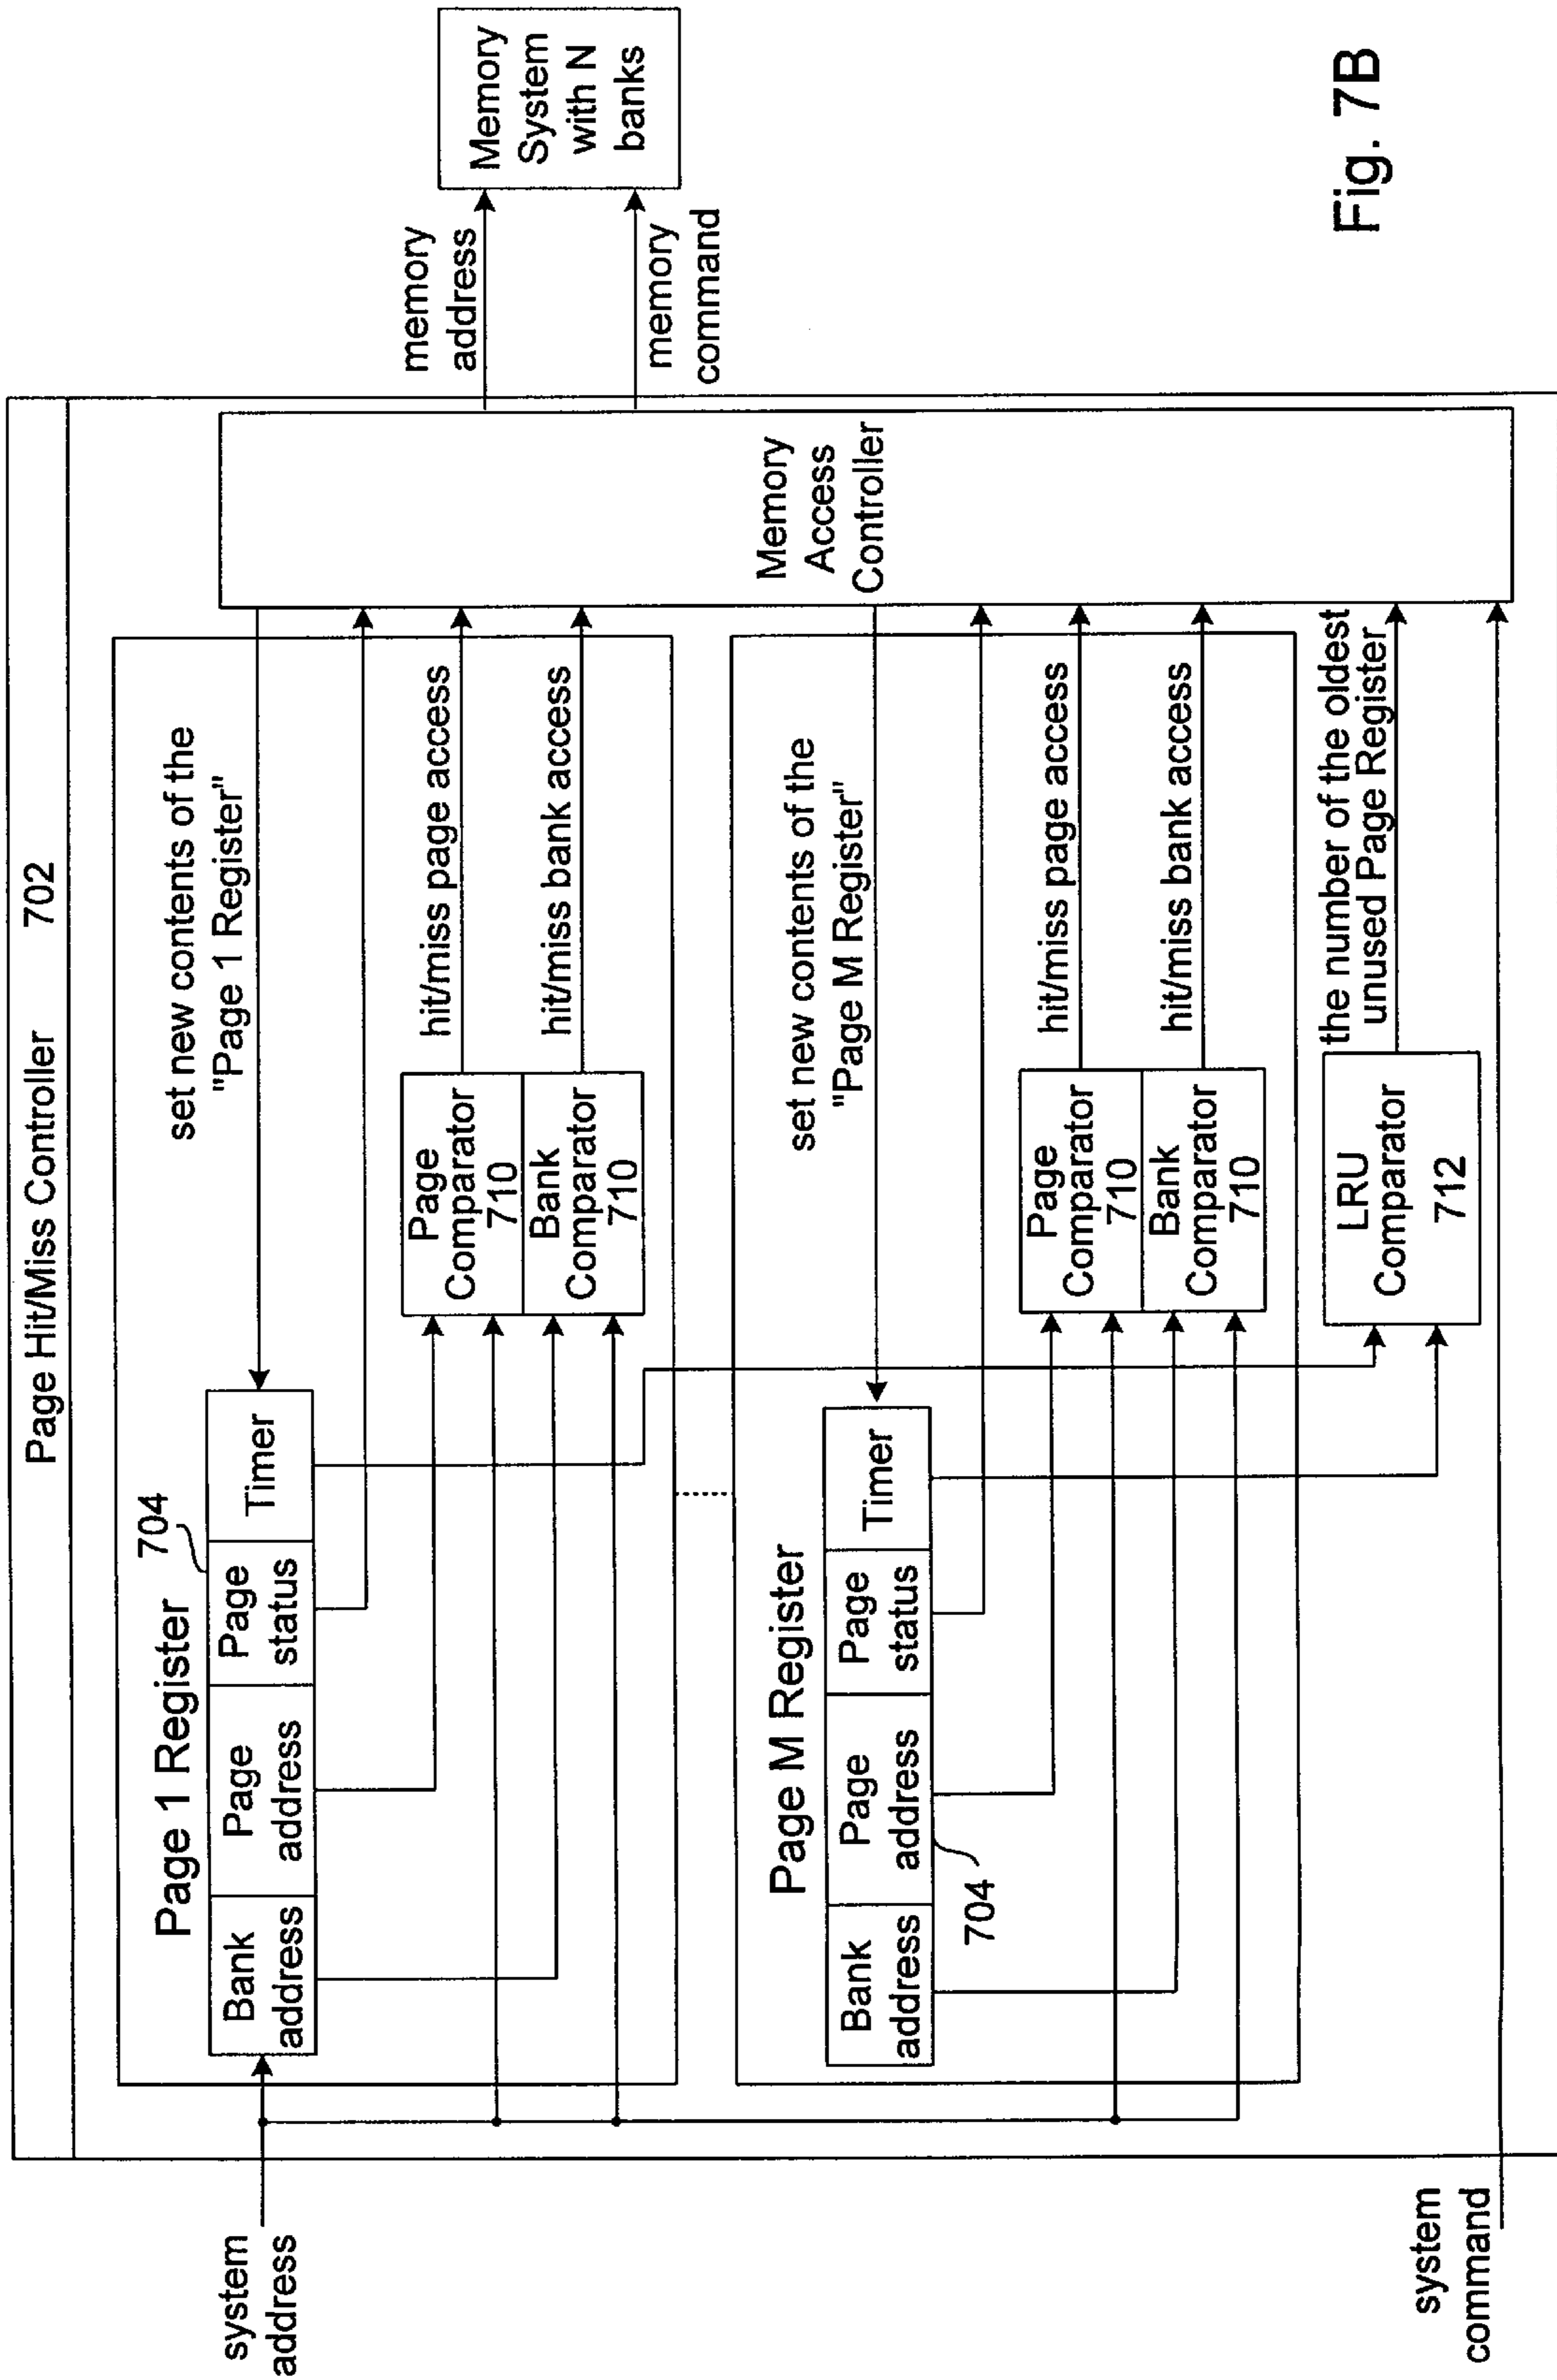 Page Hit/Miss Controller 702
system
address
Page 1 Register
704
Bank
address
Page
address
Page
status
Timer
set new contents of the
"Page 1 Register"
Page
Comparator
710
Bank
Comparator
710
hit/miss page access
hit/miss bank access
Page M Register
704
Bank
address
Page
address
Page
status
Timer
set new contents of the
"Page M Register"
Page
Comparator
710
Bank
Comparator
710
hit/miss page access
hit/miss bank access
LRU
Comparator
712
the number of the oldest
unused Page Register
system
command
Memory
Access
Controller
memory
address
memory
command
Memory
System
with N
banks
Fig. 7B